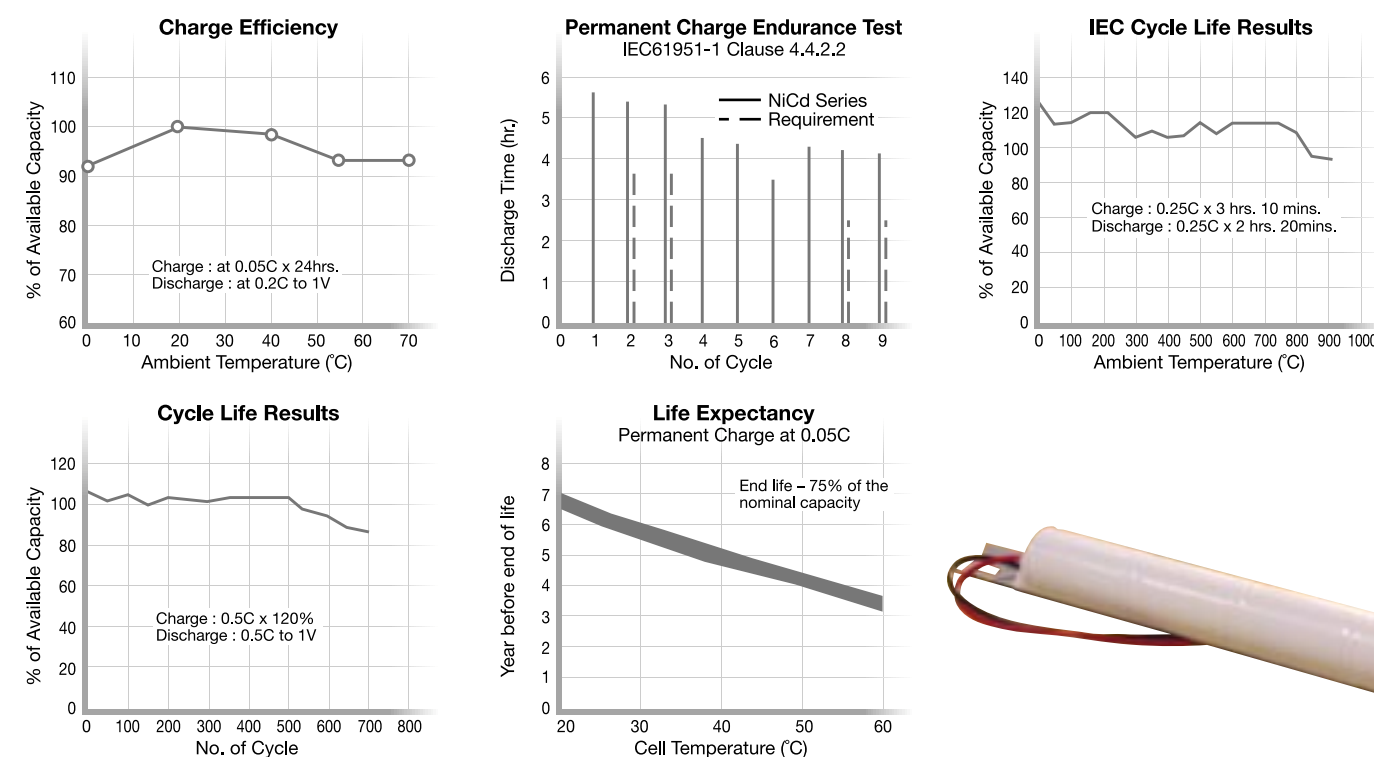 Charge Efficiency
110
100
90
80
70
60
% of Available Capacity
Charge : at 0.05C x 24hrs.
Discharge : at 0.2C to 1V
0 10 20 30 40 50 60 70
Ambient Temperature (°C)
Permanent Charge Endurance Test
IEC61951-1 Clause 4.4.2.2
6
5
4
3
2
1
0
Discharge Time (hr.)
NiCd Series
Requirement
0 1 2 3 4 5 6 7 8 9
No. of Cycle
IEC Cycle Life Results
140
120
100
80
60
40
20
0
% of Available Capacity
Charge : 0.25C x 3 hrs. 10 mins.
Discharge : 0.25C x 2 hrs. 20mins.
0 100 200 300 400 500 600 700 800 900 1000
Ambient Temperature (°C)
Cycle Life Results
120
100
80
60
40
20
0
% of Available Capacity
Charge : 0.5C x 120%
Discharge : 0.5C to 1V
0 100 200 300 400 500 600 700 800
No. of Cycle
Life Expectancy
Permanent Charge at 0.05C
8
7
6
5
4
3
2
1
0
Year before end of life
End life – 75% of the
nominal capacity
20 30 40 50 60
Cell Temperature (°C)